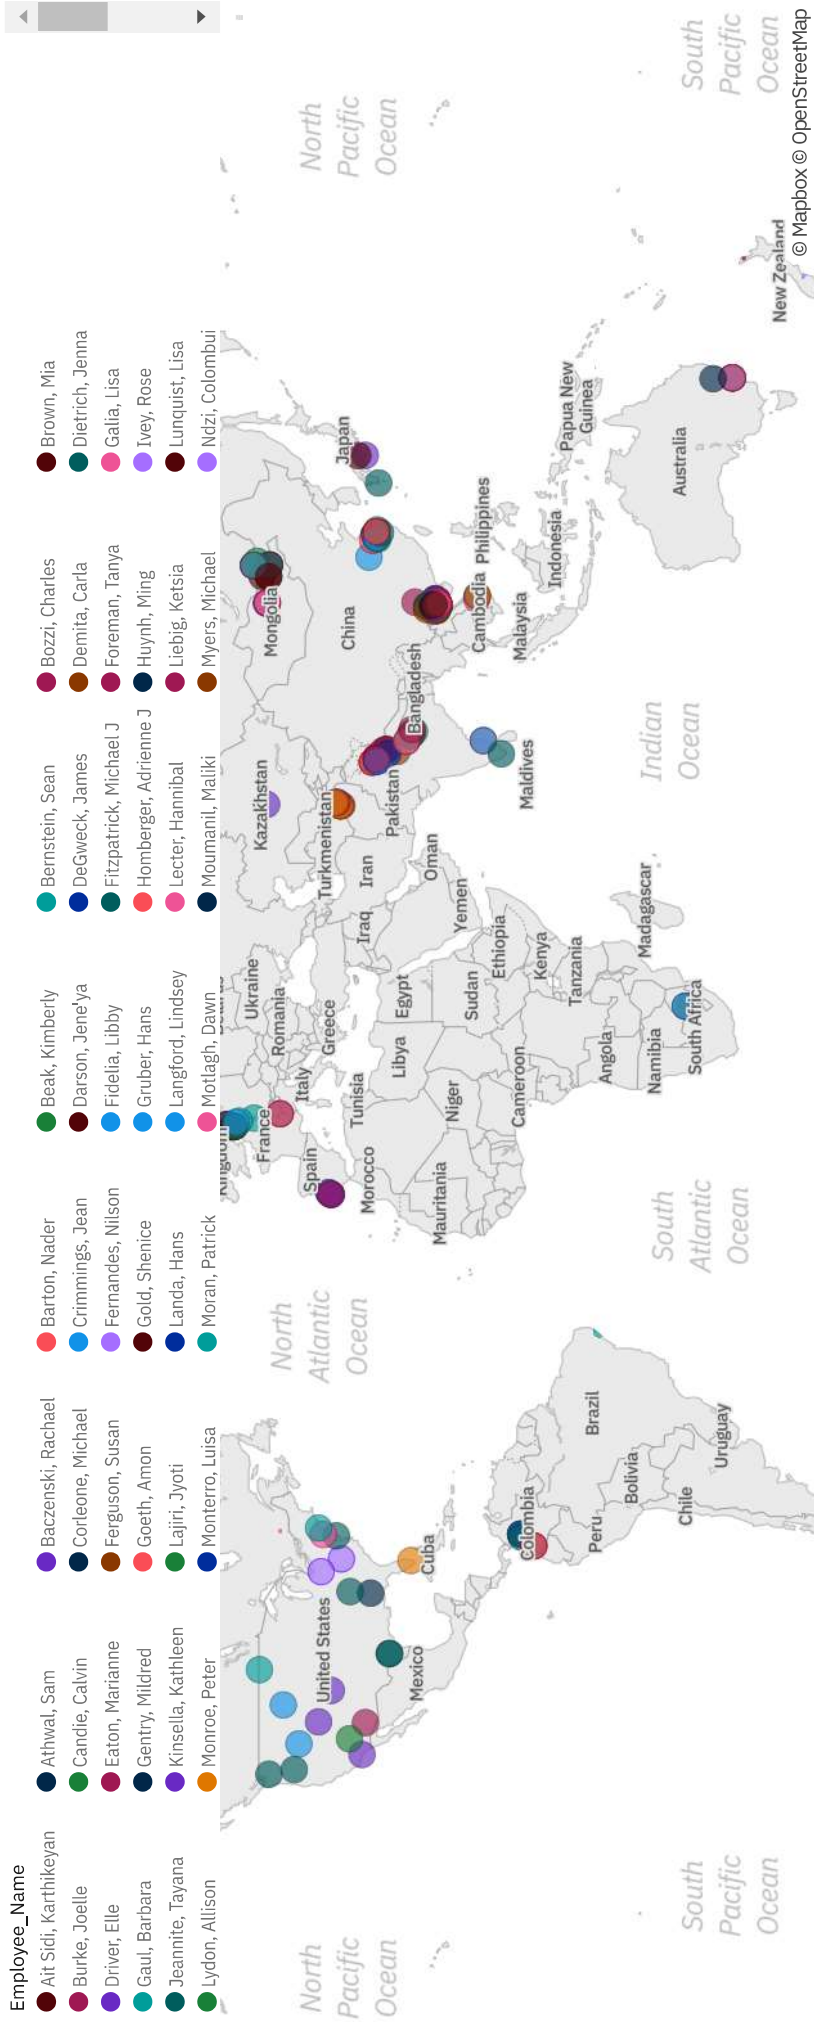 Employee_Name
Ait Sidi, Karthikeyan
Athwal, Sam
Baczenski, Rachael
Barton, Nader
Beak, Kimberly
Bernstein, Sean
Bozzi, Charles
Brown, Mia
Burke, Joelle
Candie, Calvin
Corleone, Michael
Crimmings, Jean
Darson, Jene'ya
DeGweck, James
Demita, Carla
Dietrich, Jenna
Driver, Elle
Eaton, Marianne
Ferguson, Susan
Fernandes, Nilson
Fidelia, Libby
Fitzpatrick, Michael J
Foreman, Tanya
Galia, Lisa
Gaul, Barbara
Gentry, Mildred
Goeth, Amon
Gold, Shenice
Gruber, Hans
Homberger, Adrienne J
Huynh, Ming
Ivey, Rose
Jeannite, Tayana
Kinsella, Kathleen
Lajiri, Jyoti
Landa, Hans
Langford, Lindsey
Lecter, Hannibal
Liebig, Ketsia
Lunquist, Lisa
Lydon, Allison
Monroe, Peter
Monterro, Luisa
Moran, Patrick
Motlagh, Dawn
Moumanil, Maliki
Myers, Michael
Ndzi, Colombui
Kingdom
Ukraine
Kazakhstan
Mongolia
France
Romania
Italy
North
Pacific
Ocean
United States
North
Atlantic
Ocean
Spain
Greece
Turkmenistan
China
Japan
North
Pacific
Ocean
Mexico
Cuba
Morocco
Tunisia
Libya
Egypt
Iraq
Iran
Pakistan
Oman
Bangladesh
Mauritania
Niger
Sudan
Yemen
Cambodia
Philippines
Cameroon
Ethiopia
Kenya
Maldives
Malaysia
Indonesia
Papua New
Guinea
Colombia
Peru
Brazil
Bolivia
Angola
Tanzania
Namibia
Madagascar
Indian
Ocean
Australia
Chile
Uruguay
South
Atlantic
Ocean
South Africa
South
Pacific
Ocean
South
Pacific
Ocean
New Zealand
© Mapbox © OpenStreetMap